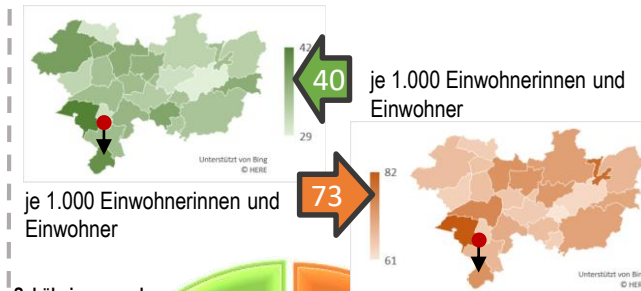 42
29
Unterstützt von Bing
© HERE
40
je 1.000 Einwohnerinnen und
Einwohner
je 1.000 Einwohnerinnen und
Einwohner
73
82
61
Unterstützt von Bing
© HERE